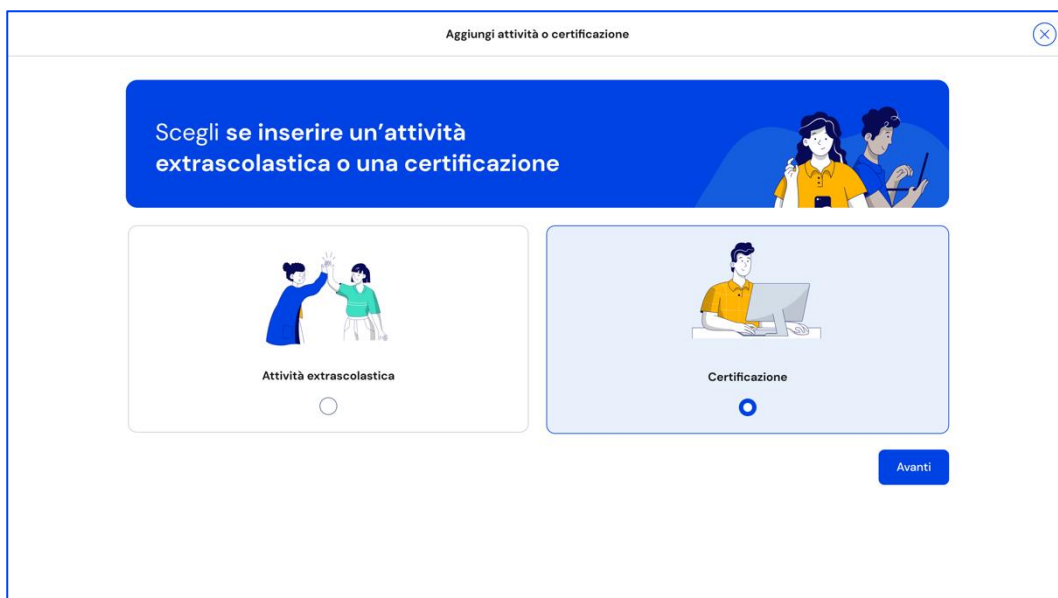 Aggiungi attività o certificazione
Scegli se inserire un’attività
extrascolastica o una certificazione
Attività extrascolastica
Certificazione
Avanti